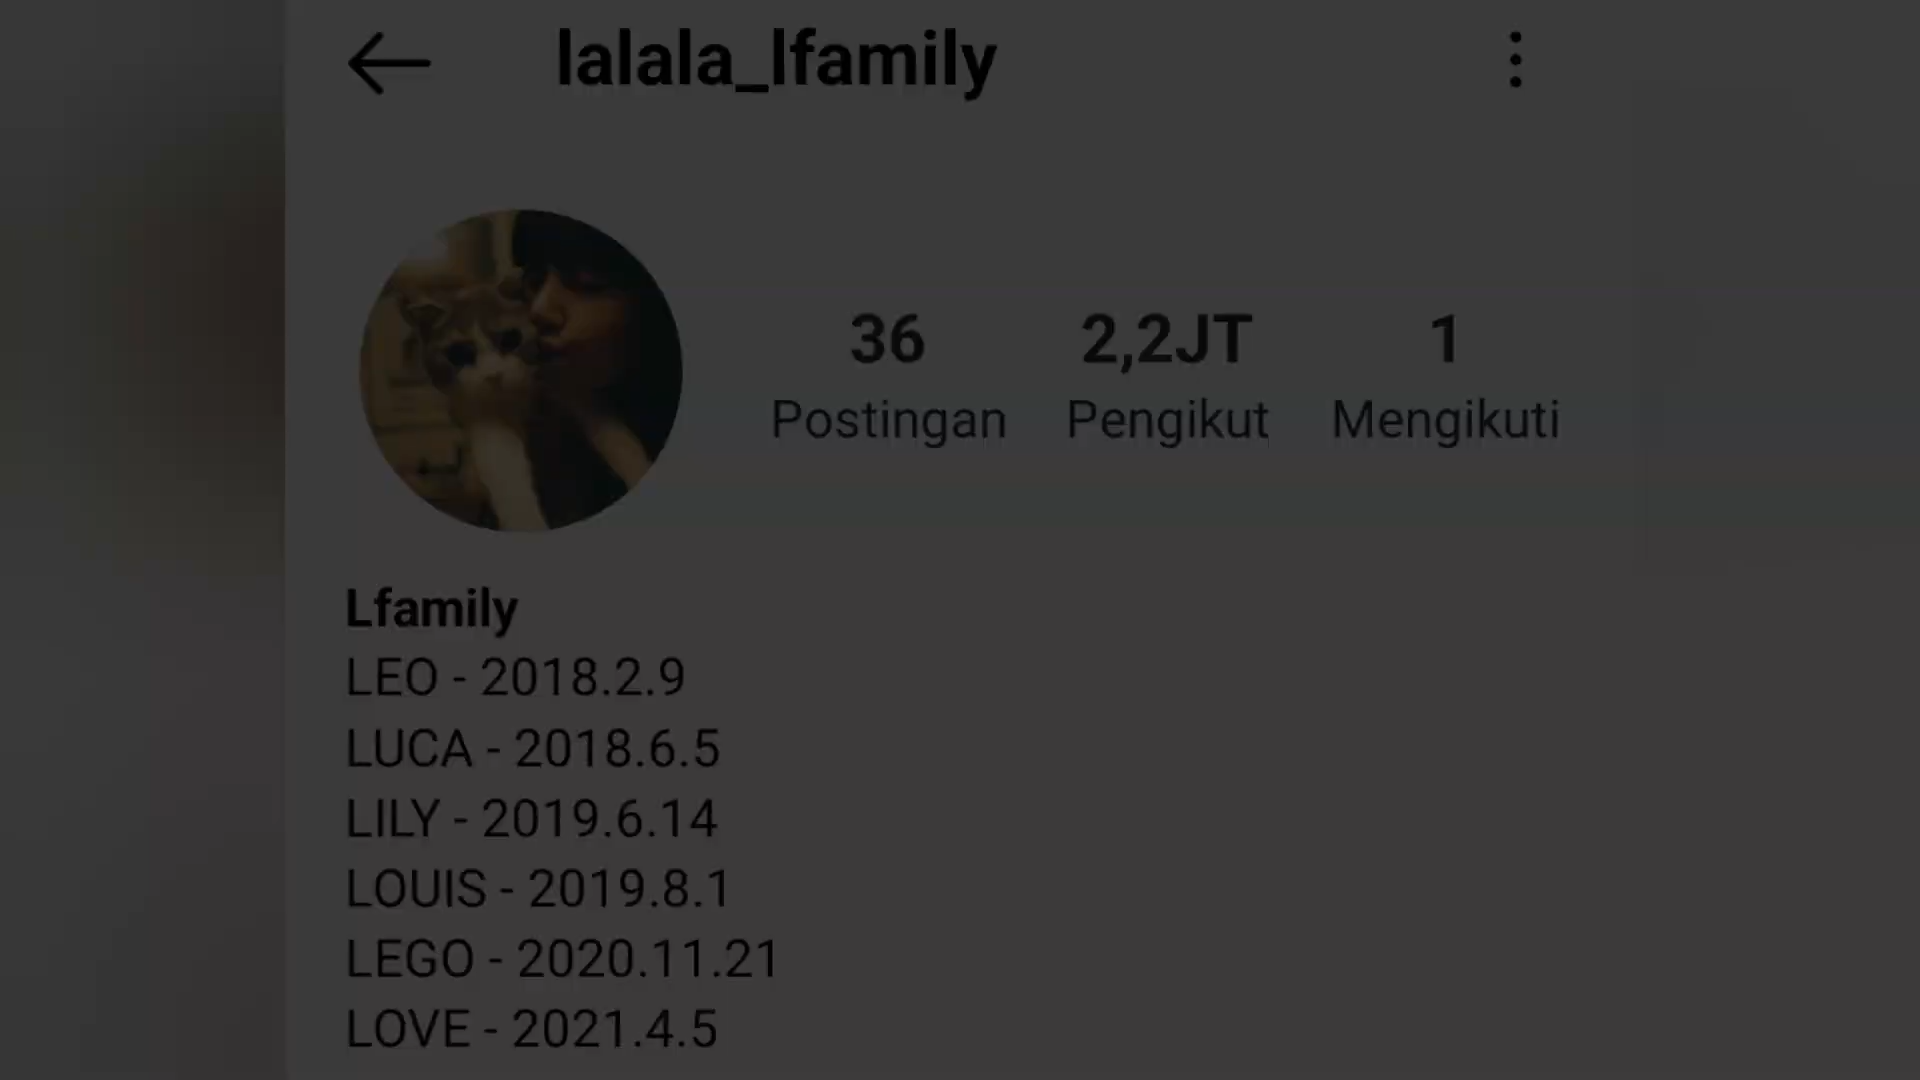 lalala_lfamily
36 2,2JT 1
Postingan Pengikut Mengikuti
Lfamily
LEO - 2018.2.9
LUCA - 2018.6.5
LILY - 2019.6.14
LOUIS - 2019.8.1
LEGO - 2020.11.21
LOVE - 2021.4.5